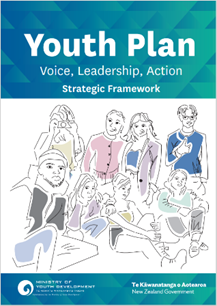 Youth Plan
Voice, Leadership, Action
Strategic Framework
MINISTRY OF
YOUTH DEVELOPMENT
Te Kāwanatanga o Aotearoa
New Zealand Government